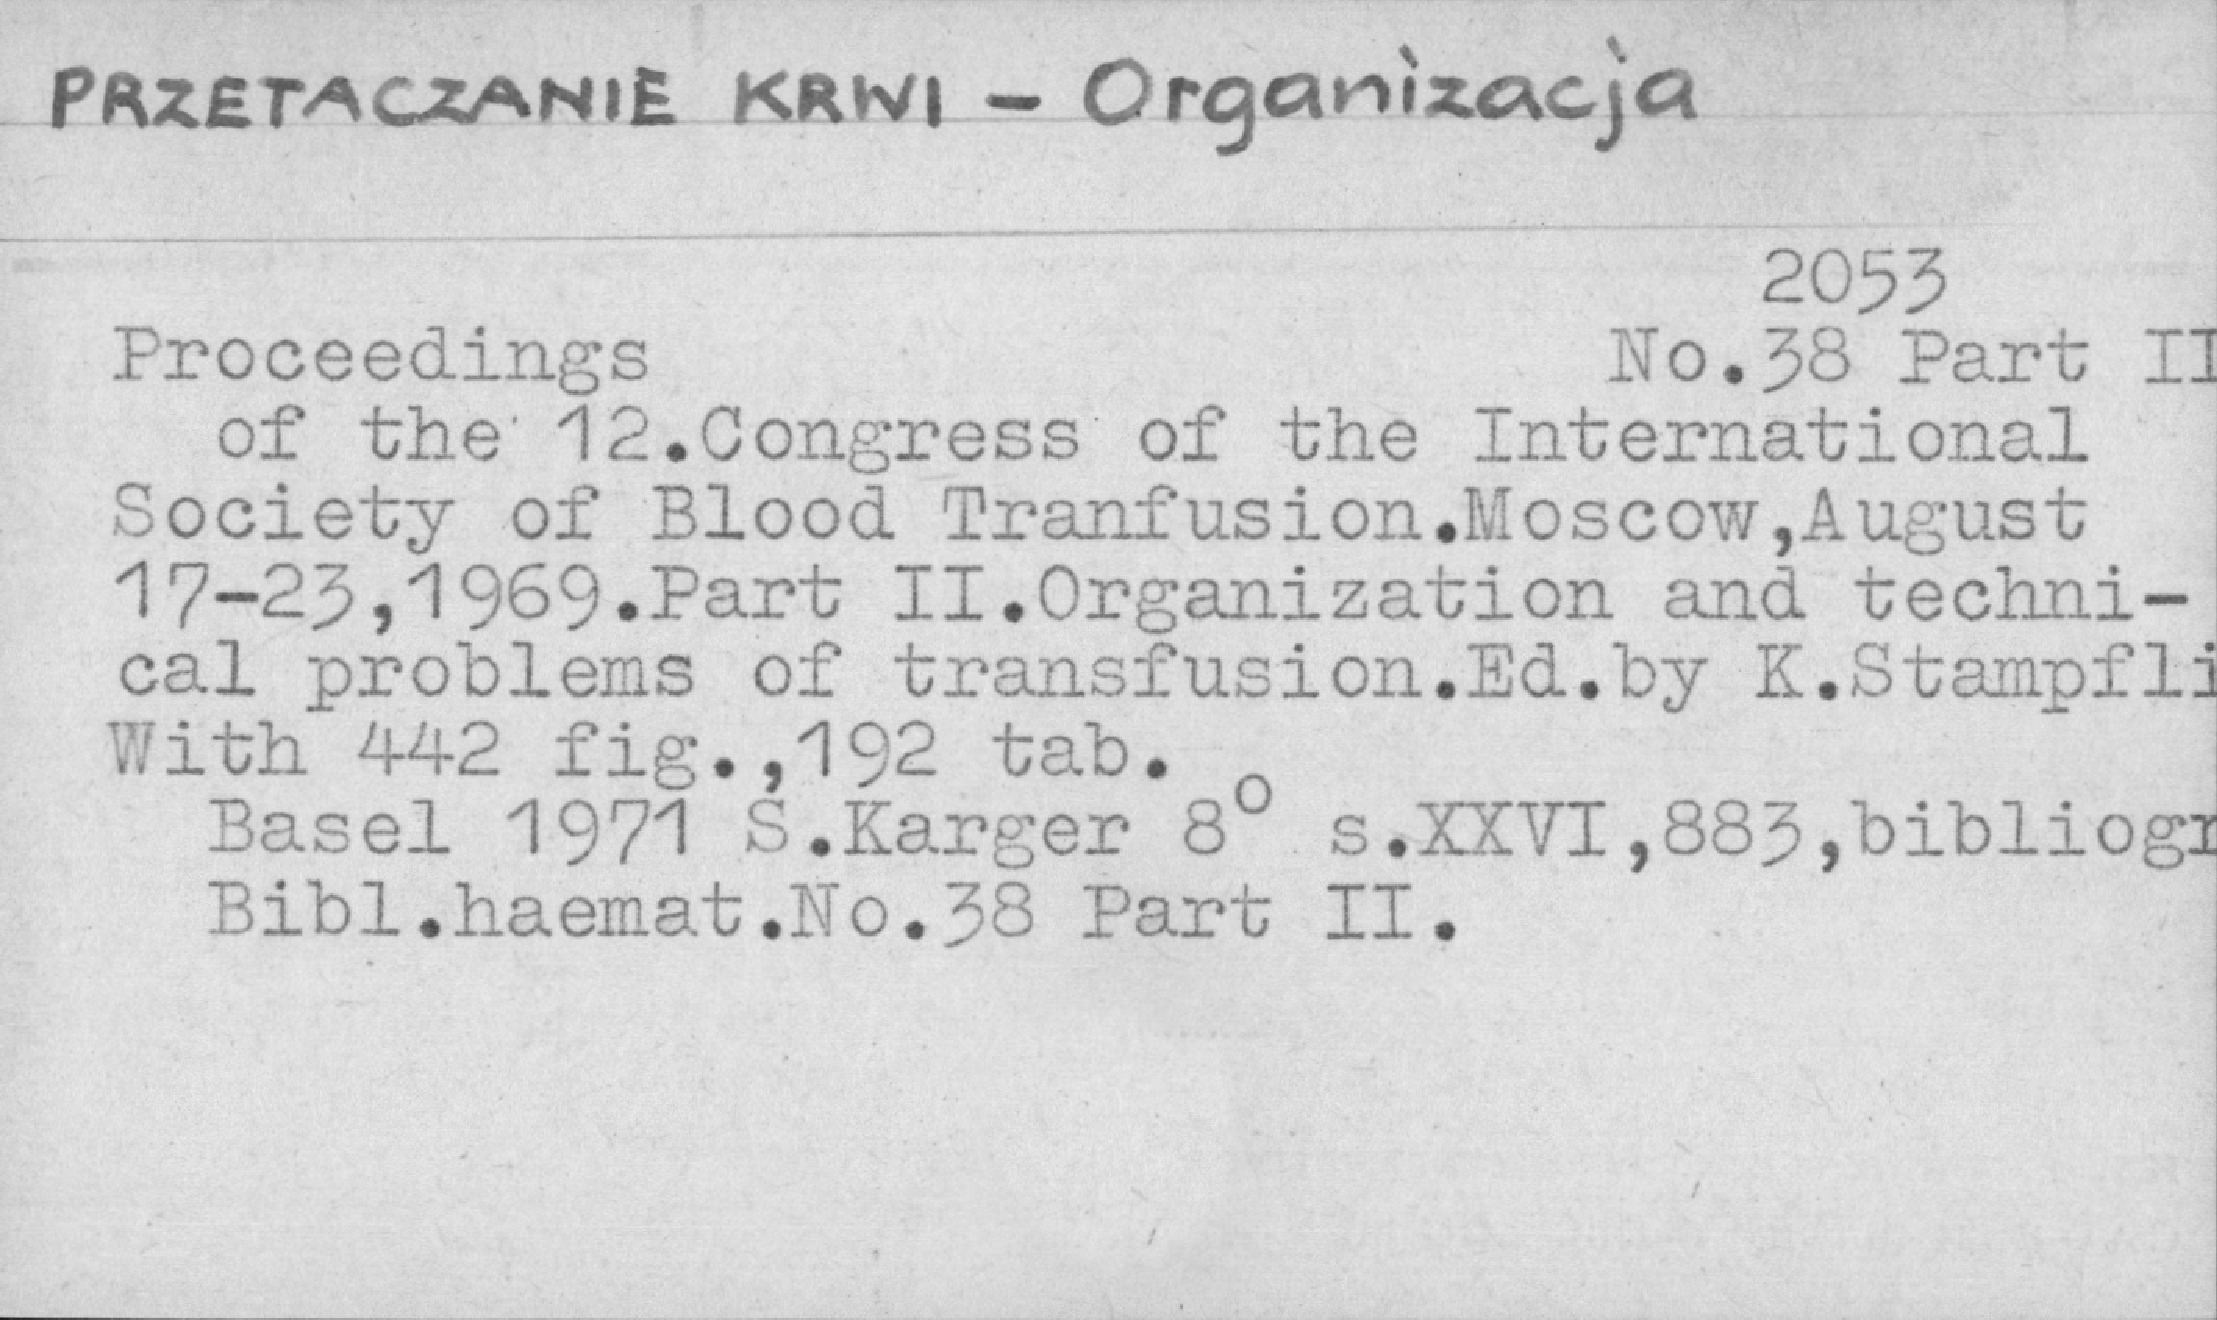 PRZETACZANIE KRWI - Organizacja
2053
Proceedings No.38 Part II
of the 12.Congress of the International
Society of Blood Tranfusion.Moscow,August
17-23,1969.Part II.Organization and techni-
cal problems of transfusion.Ed.by K.Stampfli
With 442 fig.,192 tab.
Basel 1971 S.Karger 8° s.XXVI,883,bibliogr
Bibl.haemat.No.38 Part II.